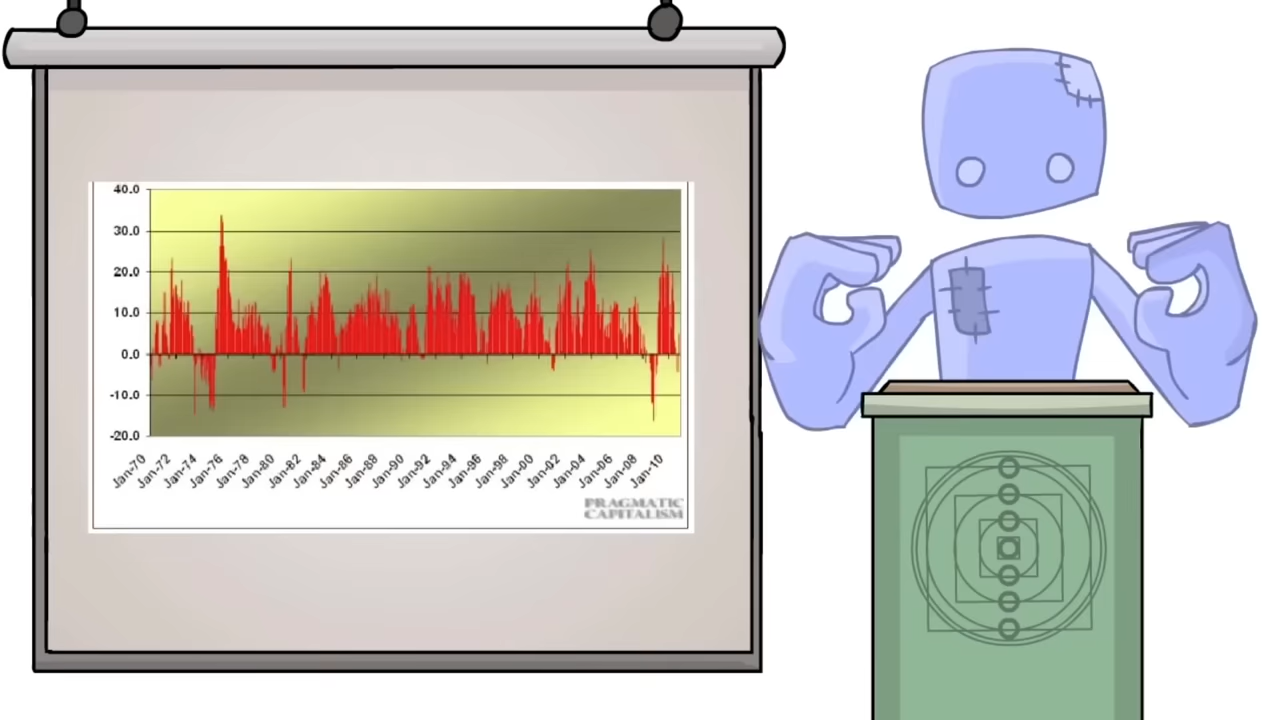 40.0
30.0
20.0
10.0
0.0
-10.0
-20.0
Jan-70 Jan-72 Jan-74 Jan-76 Jan-78 Jan-80 Jan-82 Jan-84 Jan-86 Jan-88 Jan-90 Jan-92 Jan-94 Jan-96 Jan-98 Jan-00 Jan-02 Jan-04 Jan-06 Jan-08 Jan-10
PRAGMATIC
CAPITALISM